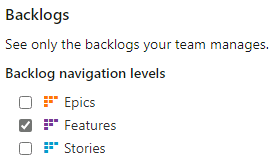 Backlogs
See only the backlogs your team manages.
Backlog navigation levels
Epics
Features
Stories